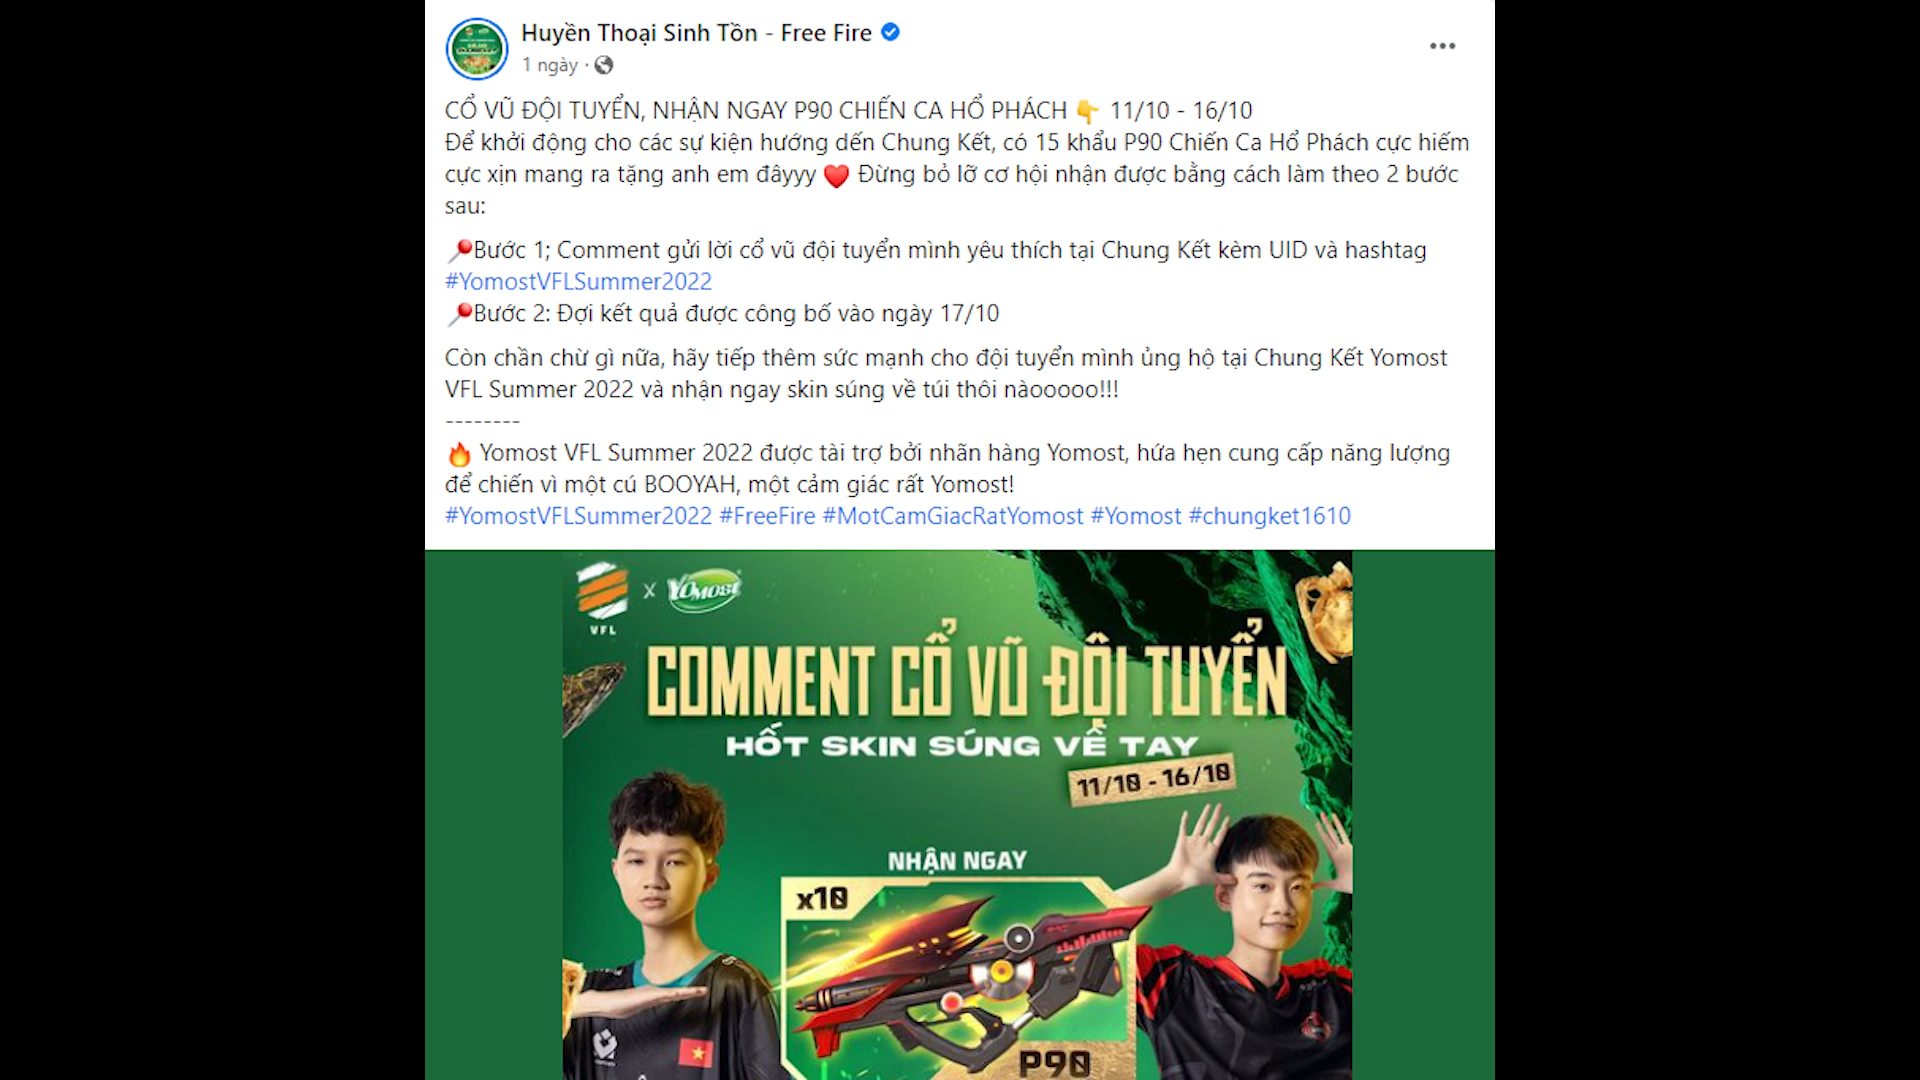 Huyền Thoại Sinh Tồn - Free Fire
1 ngày ·
CỔ VŨ ĐỘI TUYỂN, NHẬN NGAY P90 CHIẾN CA HỔ PHÁCH 👇 11/10 - 16/10
Để khởi động cho các sự kiện hướng dến Chung Kết, có 15 khẩu P90 Chiến Ca Hổ Phách cực hiếm
cực xịn mang ra tặng anh em đâyyy ♥️ Đừng bỏ lỡ cơ hội nhận được bằng cách làm theo 2 bước
sau:
📍Bước 1; Comment gửi lời cổ vũ đội tuyển mình yêu thích tại Chung Kết kèm UID và hashtag
#YomostVFLSummer2022
📍Bước 2: Đợi kết quả được công bố vào ngày 17/10
Còn chần chừ gì nữa, hãy tiếp thêm sức mạnh cho đội tuyển mình ủng hộ tại Chung Kết Yomost
VFL Summer 2022 và nhận ngay skin súng về túi thôi nàooooo!!!
--------
🔥 Yomost VFL Summer 2022 được tài trợ bởi nhãn hàng Yomost, hứa hẹn cung cấp năng lượng
để chiến vì một cú BOOYAH, một cảm giác rất Yomost!
#YomostVFLSummer2022 #FreeFire #MotCamGiacRatYomost #Yomost #chungket1610
VFL X YOMOST
COMMENT CỔ VŨ ĐỘI TUYỂN
HỐT SKIN SÚNG VỀ TAY
11/10 - 16/10
NHẬN NGAY
x10
P90